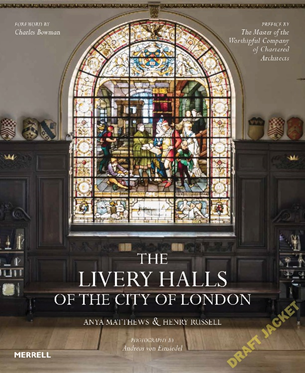 FOREWORD BY
Charles Bowman
PREFACE BY
The Master of the
Worshipful Company
of Chartered
Architects
THE
LIVERY HALLS
OF THE CITY OF LONDON
ANYA MATTHEWS & HENRY RUSSELL
PHOTOGRAPHS BY
Andreas von Einsiedel
MERRELL
DRAFT JACKET